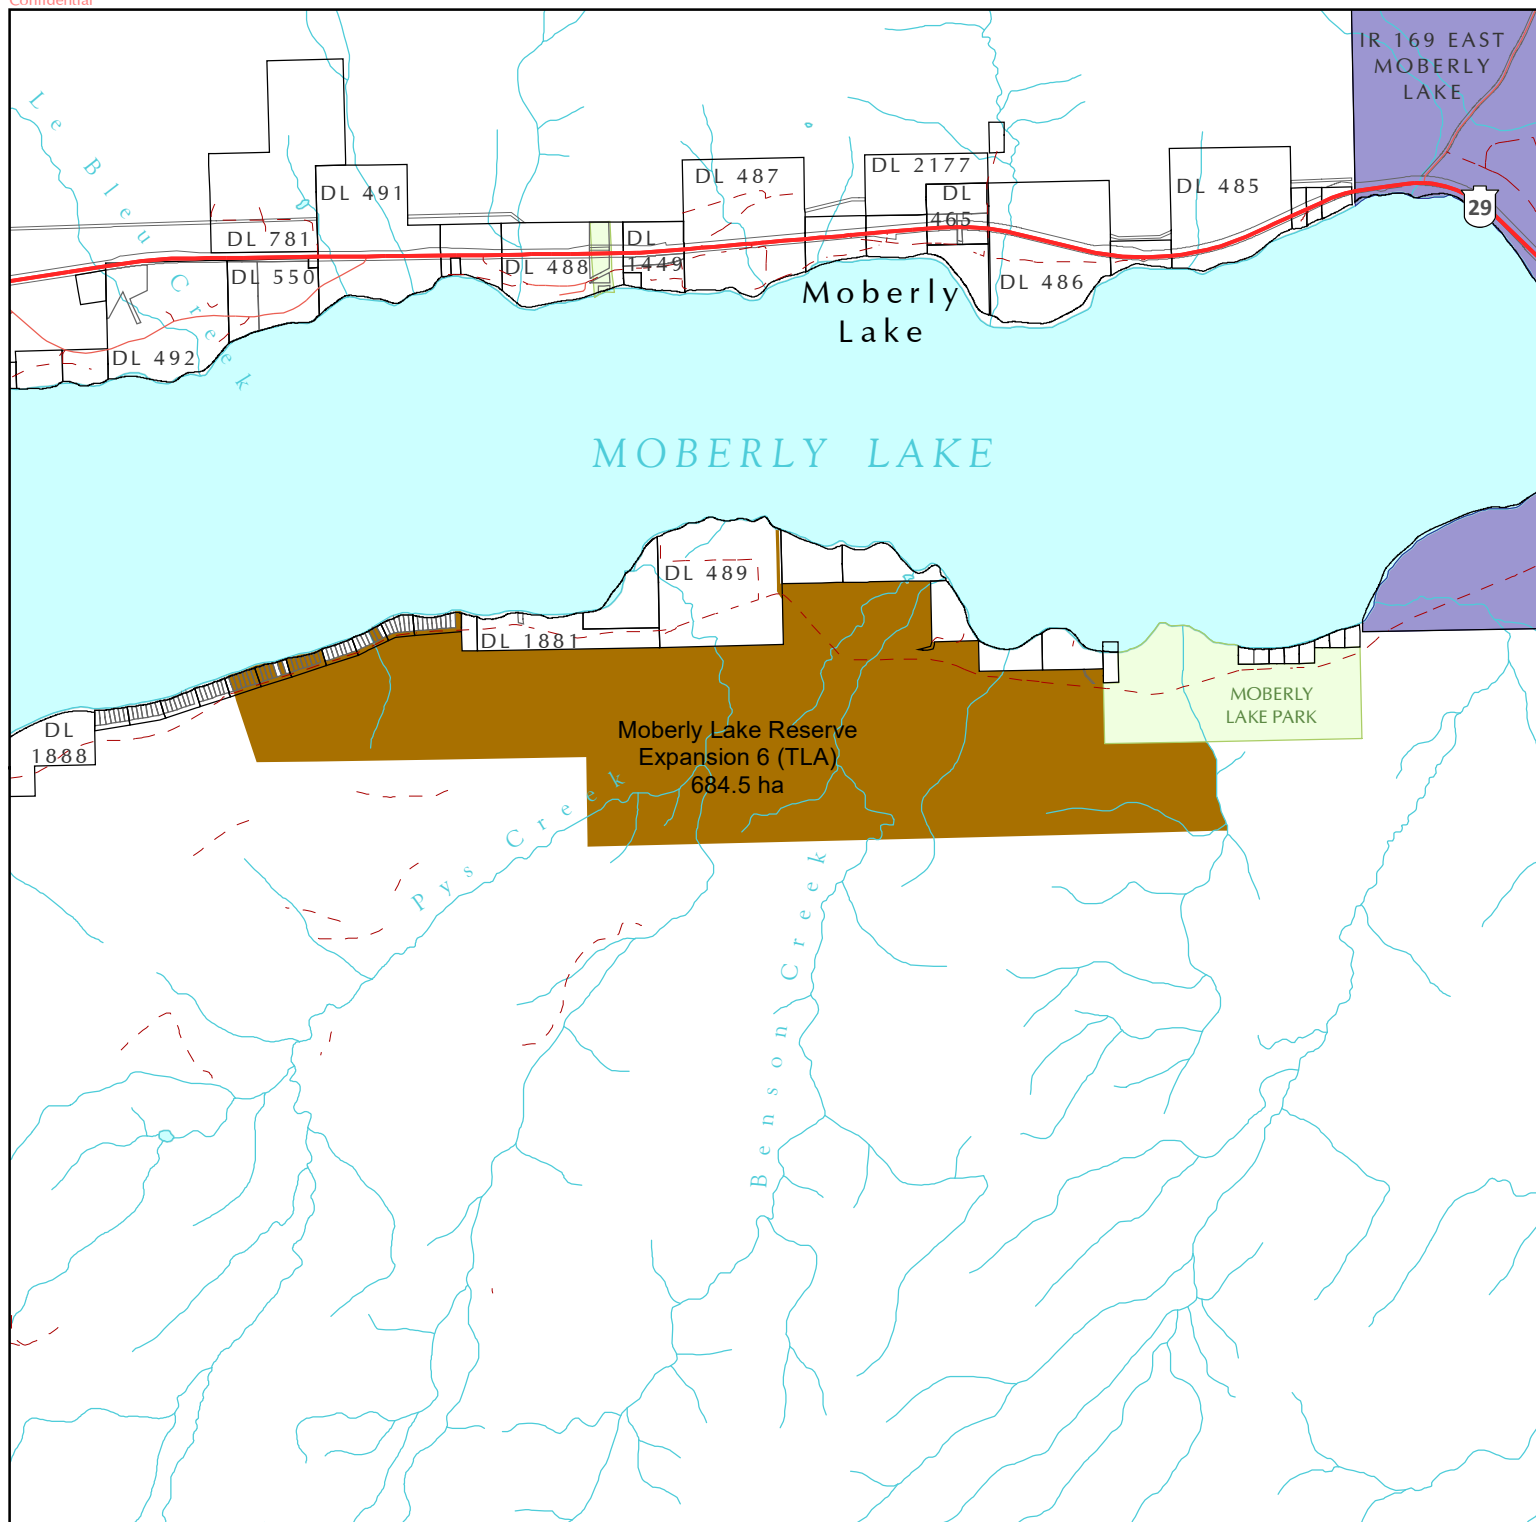 Confidential
IR 169 EAST
MOBERLY
LAKE
Le Bleu Creek
DL 491
DL 487
DL 2177
DL
465
DL 485
29
DL 781
DL
1449
DL 550
DL 488
DL 486
Moberly
Lake
DL 492
MOBERLY LAKE
DL 489
DL 1881
DL
1888
MOBERLY
LAKE PARK
Moberly Lake Reserve
Expansion 6 (TLA)
684.5 ha
Pys Creek
Benson Creek